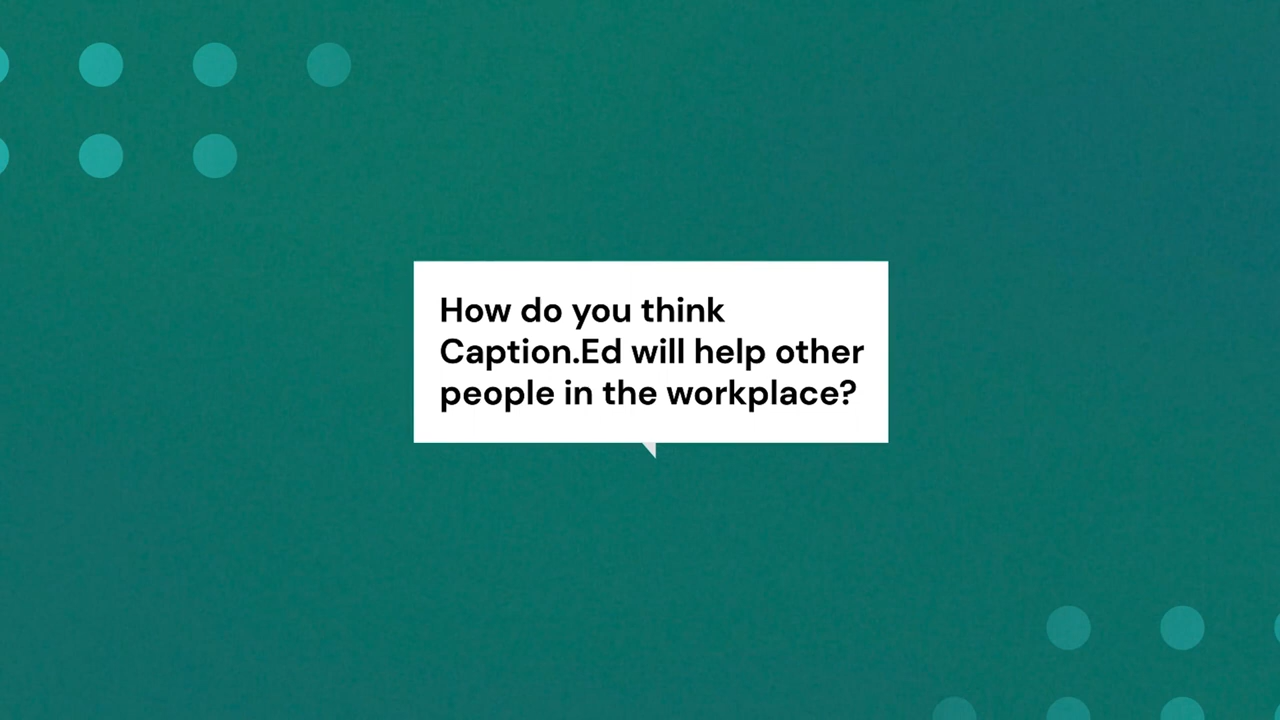 How do you think
Caption.Ed will help other
people in the workplace?